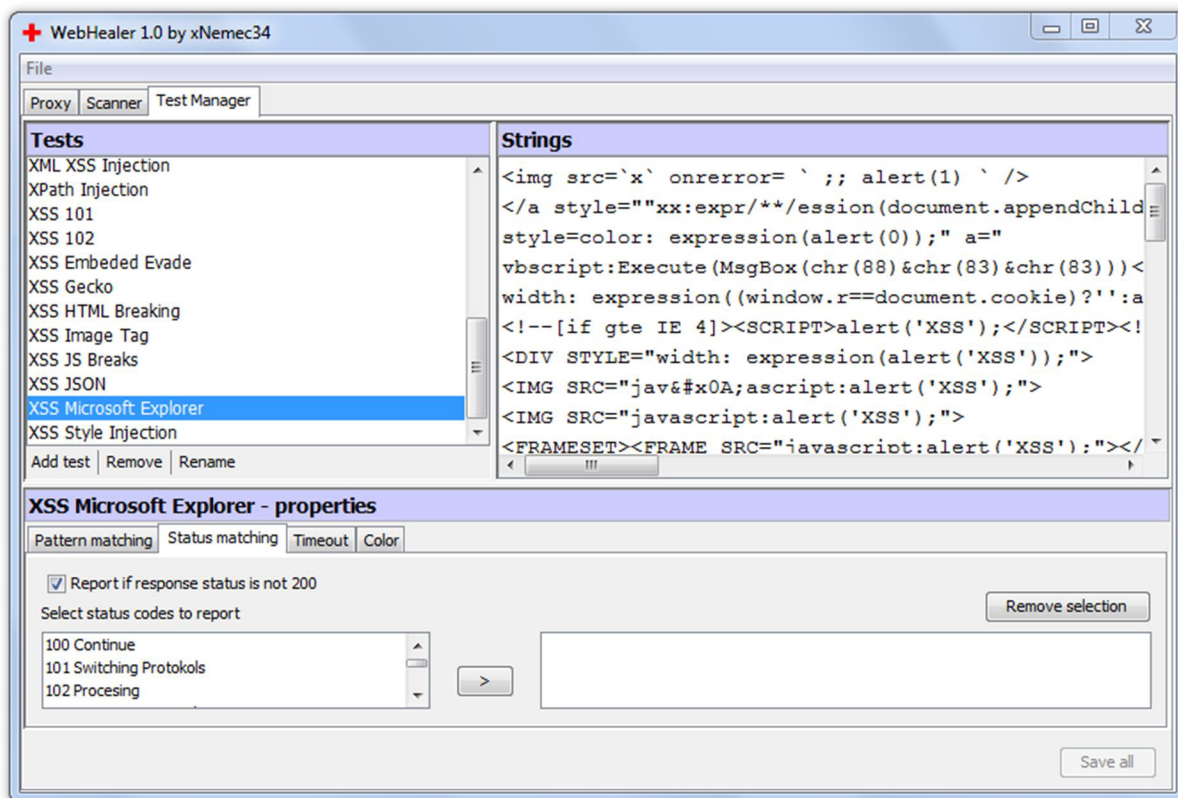 WebHealer 1.0 by xNemec34
File
Proxy Scanner Test Manager
Tests
XML XSS Injection
XPath Injection
XSS 101
XSS 102
XSS Embeded Evade
XSS Gecko
XSS HTML Breaking
XSS Image Tag
XSS JS Breaks
XSS JSON
XSS Microsoft Explorer
XSS Style Injection
Add test Remove Rename
Strings
<img src=`x` onrerror= ` ;; alert(1) ` />
</a style=""xx:expr/**/ession(document.appendChild
style=color: expression(alert(0));" a="
vbscript:Execute(MsgBox(chr(88)&chr(83)&chr(83)))<
width: expression((window.r==document.cookie)?'':a
<!--[if gte IE 4]><SCRIPT>alert('XSS');</SCRIPT><!
<DIV STYLE="width: expression(alert('XSS'));">
<IMG SRC="jav&#x0A;ascript:alert('XSS');">
<IMG SRC="javascript:alert('XSS');">
<FRAMESET><FRAME SRC="javascript:alert('XSS');"></
XSS Microsoft Explorer - properties
Pattern matching Status matching Timeout Color
Report if response status is not 200
Select status codes to report
Remove selection
100 Continue
101 Switching Protokols
102 Procesing
>
Save all